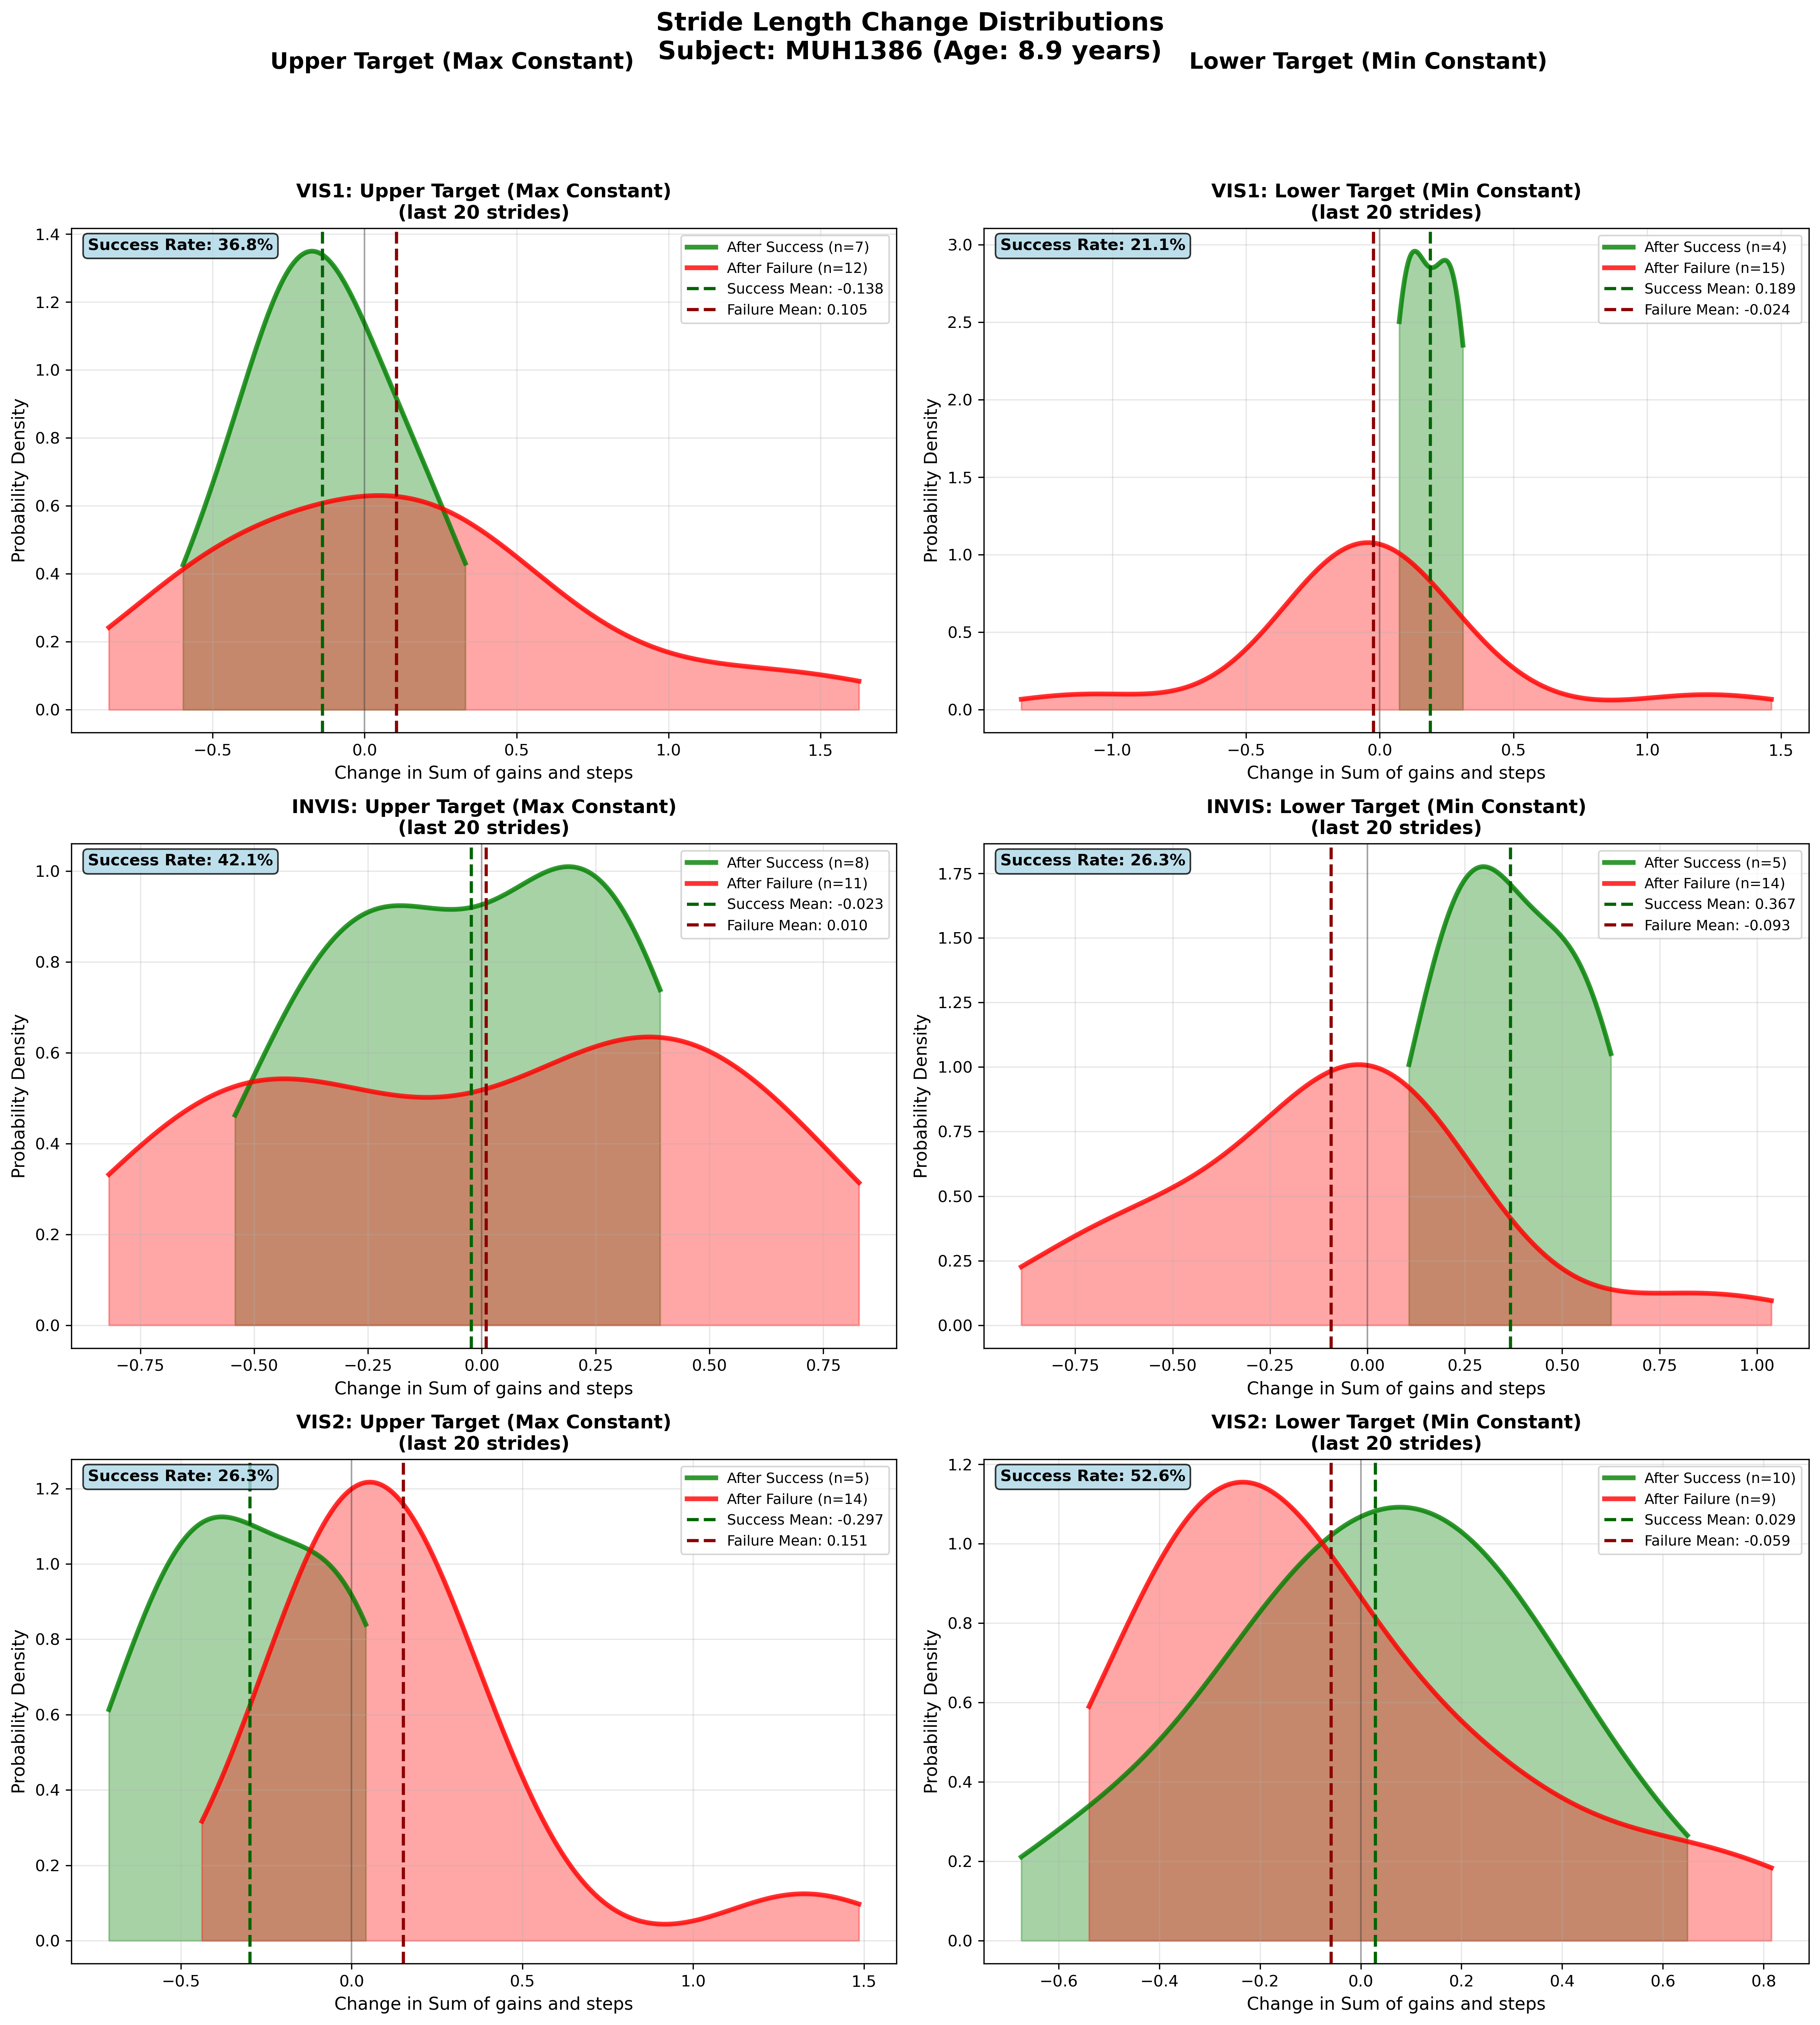 Stride Length Change Distributions
Subject: MUH1386 (Age: 8.9 years)
Upper Target (Max Constant)
Lower Target (Min Constant)
VIS1: Upper Target (Max Constant)
(last 20 strides)
Success Rate: 36.8%
After Success (n=7)
After Failure (n=12)
Success Mean: -0.138
Failure Mean: 0.105
Probability Density
1.4
1.2
1.0
0.8
0.6
0.4
0.2
0.0
−0.5
0.0
0.5
1.0
1.5
Change in Sum of gains and steps
VIS1: Lower Target (Min Constant)
(last 20 strides)
Success Rate: 21.1%
After Success (n=4)
After Failure (n=15)
Success Mean: 0.189
Failure Mean: -0.024
Probability Density
3.0
2.5
2.0
1.5
1.0
0.5
0.0
−1.0
−0.5
0.0
0.5
1.0
1.5
Change in Sum of gains and steps
INVIS: Upper Target (Max Constant)
(last 20 strides)
Success Rate: 42.1%
After Success (n=8)
After Failure (n=11)
Success Mean: -0.023
Failure Mean: 0.010
Probability Density
1.0
0.8
0.6
0.4
0.2
0.0
−0.75
−0.50
−0.25
0.00
0.25
0.50
0.75
Change in Sum of gains and steps
INVIS: Lower Target (Min Constant)
(last 20 strides)
Success Rate: 26.3%
After Success (n=5)
After Failure (n=14)
Success Mean: 0.367
Failure Mean: -0.093
Probability Density
1.75
1.50
1.25
1.00
0.75
0.50
0.25
0.00
−0.75
−0.50
−0.25
0.00
0.25
0.50
0.75
1.00
Change in Sum of gains and steps
VIS2: Upper Target (Max Constant)
(last 20 strides)
Success Rate: 26.3%
After Success (n=5)
After Failure (n=14)
Success Mean: -0.297
Failure Mean: 0.151
Probability Density
1.2
1.0
0.8
0.6
0.4
0.2
0.0
−0.5
0.0
0.5
1.0
1.5
Change in Sum of gains and steps
VIS2: Lower Target (Min Constant)
(last 20 strides)
Success Rate: 52.6%
After Success (n=10)
After Failure (n=9)
Success Mean: 0.029
Failure Mean: -0.059
Probability Density
1.2
1.0
0.8
0.6
0.4
0.2
0.0
−0.6
−0.4
−0.2
0.0
0.2
0.4
0.6
0.8
Change in Sum of gains and steps